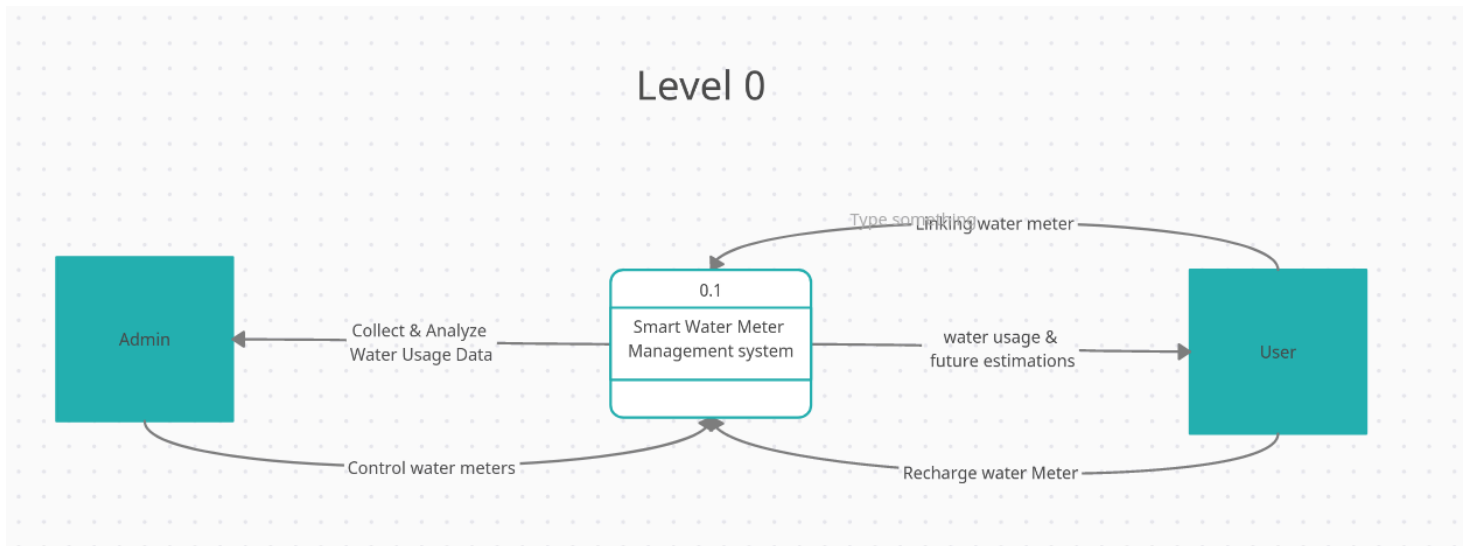 Level 0
Type something
Linking water meter
0.1
Smart Water Meter
Management system
Admin
Collect & Analyze
Water Usage Data
water usage &
future estimations
User
Control water meters
Recharge water Meter